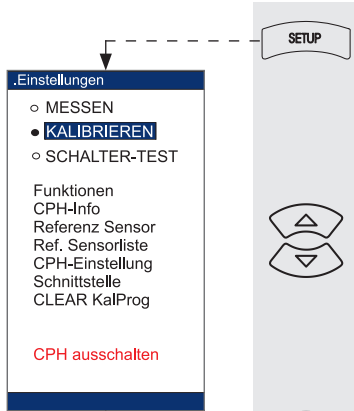 SETUP
.Einstellungen
MESSEN
KALIBRIEREN
SCHALTER-TEST
Funktionen
CPH-Info
Referenz Sensor
Ref. Sensorliste
CPH-Einstellung
Schnittstelle
CLEAR KalProg
CPH ausschalten